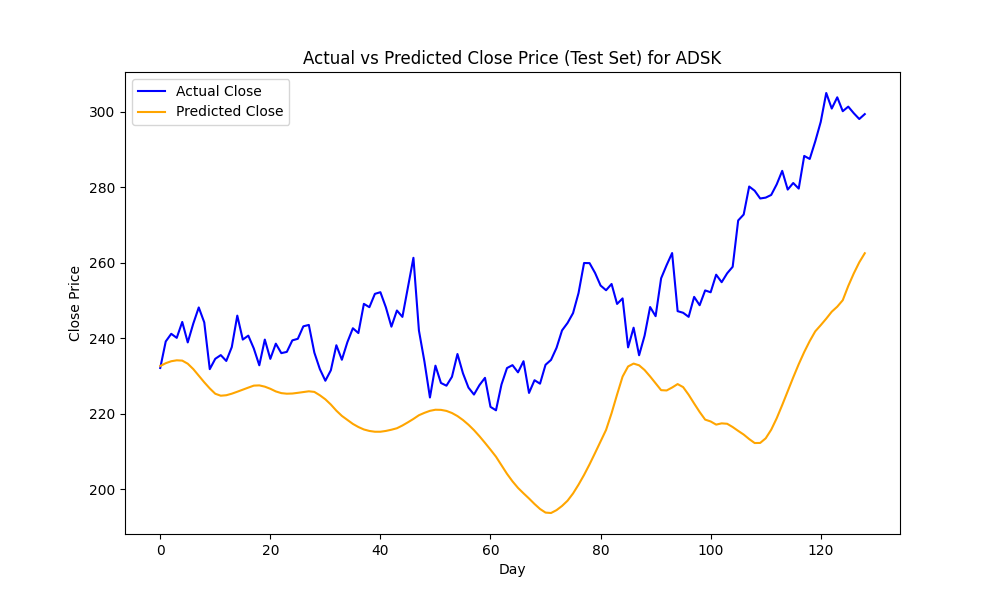 Actual vs Predicted Close Price (Test Set) for ADSK
Actual Close
Predicted Close
300
280
260
240
220
200
Close Price
0 20 40 60 80 100 120
Day